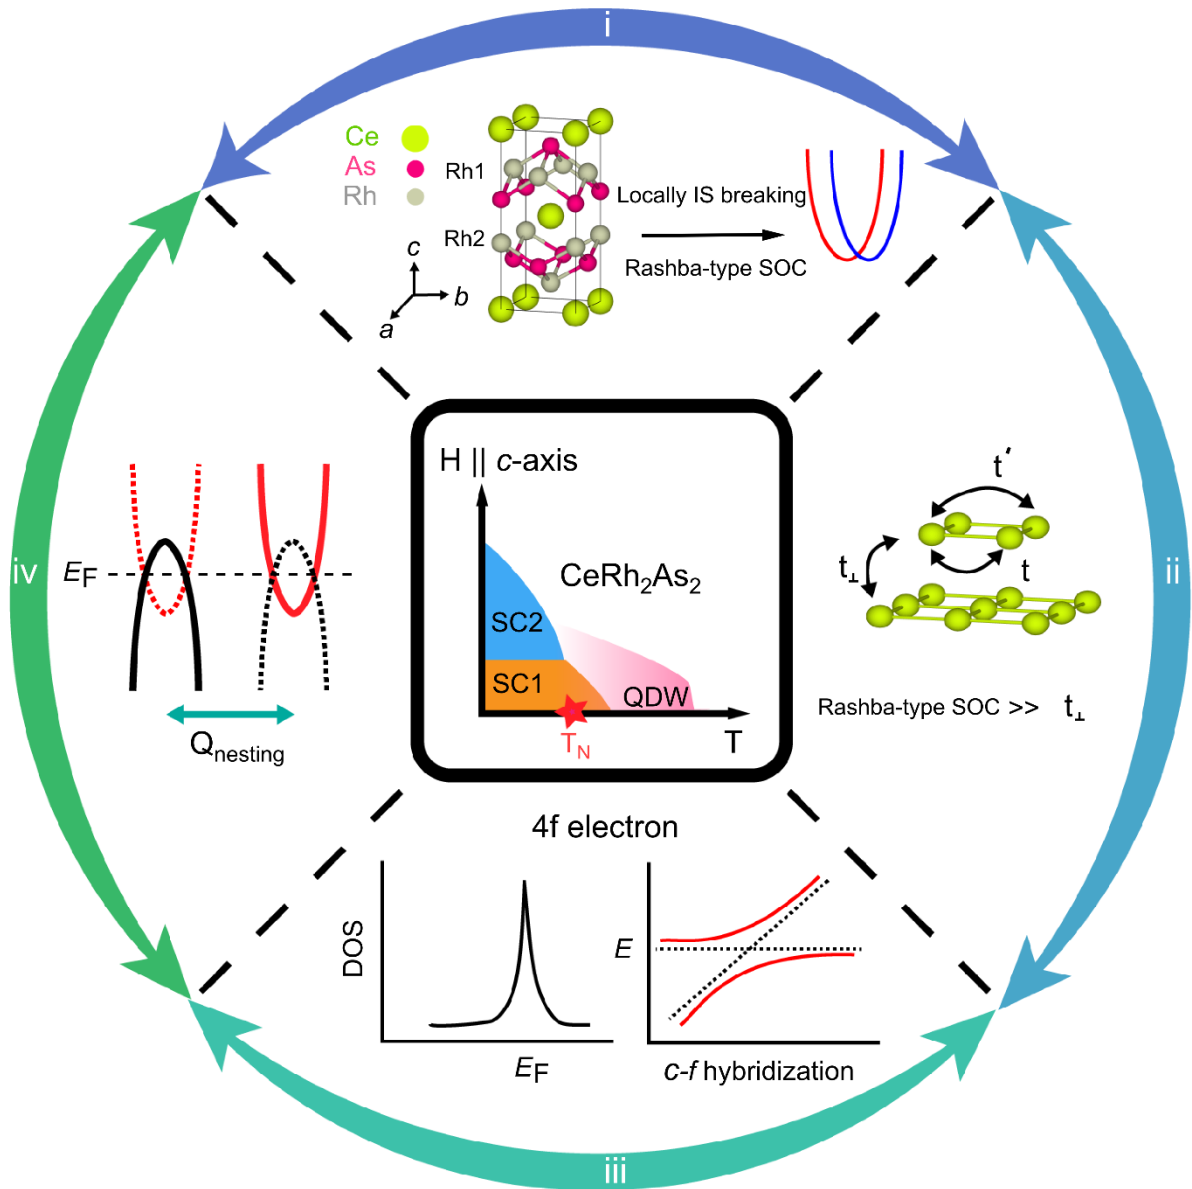 i
Ce
As
Rh
Rh1
Rh2
c
b
a
Locally IS breaking
Rashba-type SOC
iv
E_F
Q_nesting
H || c-axis
CeRh₂As₂
SC2
SC1
QDW
T_N
T
t′
t⊥
t
ii
Rashba-type SOC >> t⊥
4f electron
DOS
E_F
E
c-f hybridization
iii